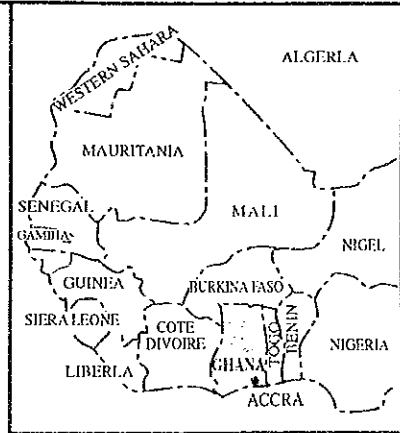 WESTERN SAHARA
ALGERLA
MAURITANIA
SENEGAL
MALI
GAMBIA
NIGEL
GUINEA
BURKINA FASO
SIERA LEONE
COTE
DIVOIRE
GHANA
TOGO
BENIN
NIGERIA
LIBERLA
ACCRA